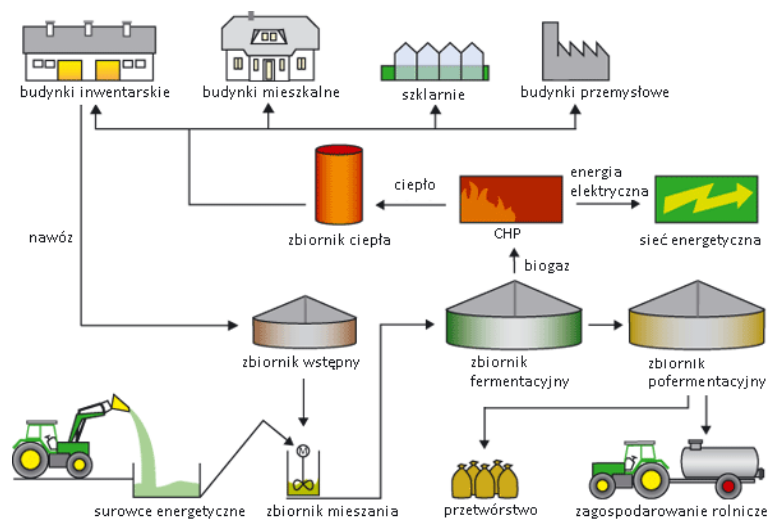 budynki inwentarskie
budynki mieszkalne
szklarnie
budynki przemysłowe
ciepło
energia
elektryczna
nawóz
zbiornik ciepła
CHP
sieć energetyczna
biogaz
zbiornik wstępny
zbiornik
fermentacyjny
zbiornik
pofermentacyjny
M
surowce energetyczne
zbiornik mieszania
przetwórstwo
zagospodarowanie rolnicze